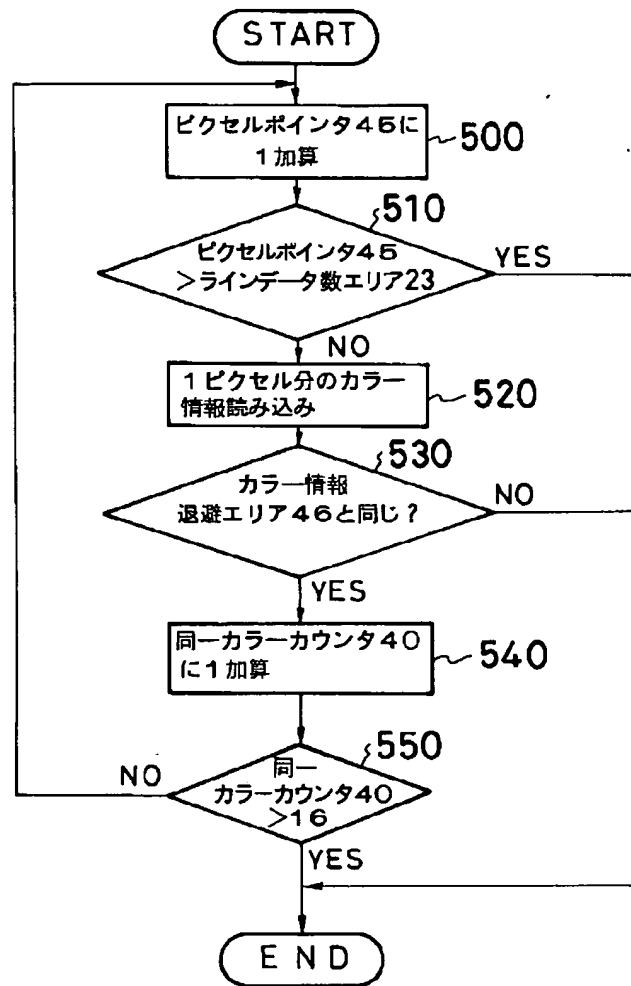 START
ピクセルポインタ45に
1加算
500
510
ピクセルポインタ45
>ラインデータ数エリア23
YES
NO
1ピクセル分のカラー
情報読み込み
520
530
カラー情報
退避エリア46と同じ?
NO
YES
同一カラーカウンタ40
に1加算
540
550
同一
カラーカウンタ40
>16
NO
YES
END